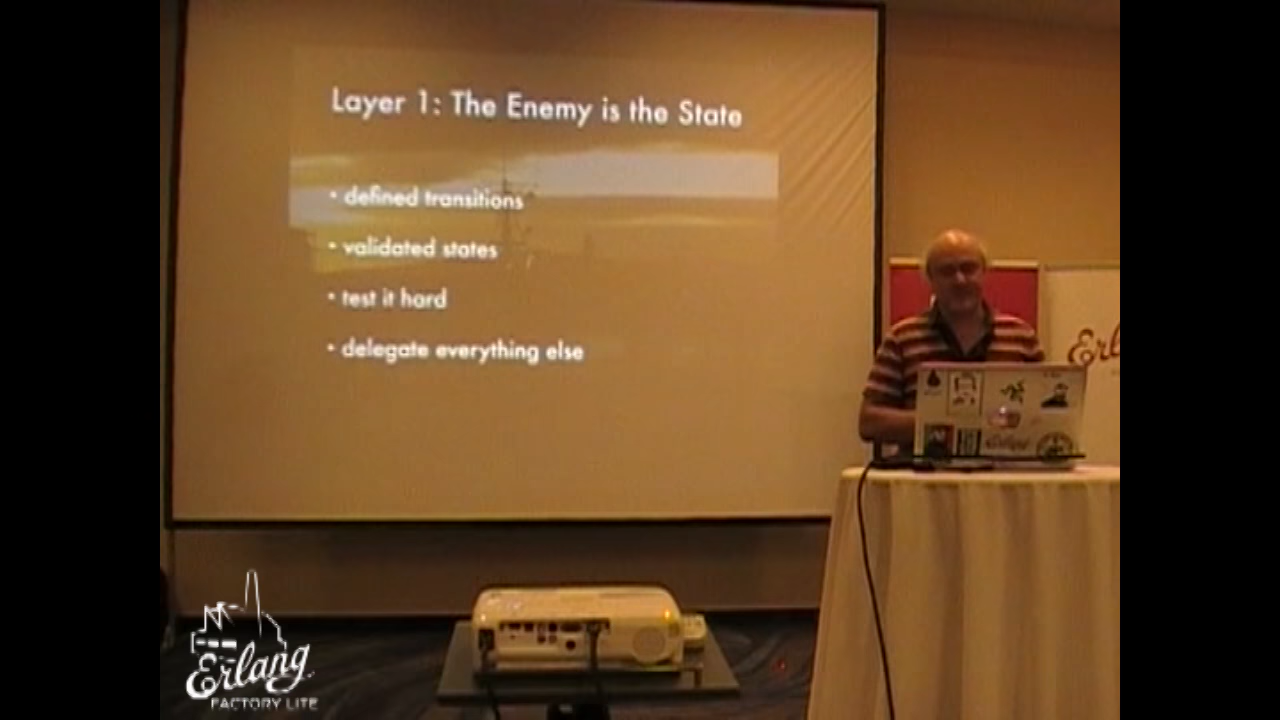 Layer 1: The Enemy is the State
• defined transitions
• validated states
• test it hard
• delegate everything else
Erl
Erlang
FACTORY LITE